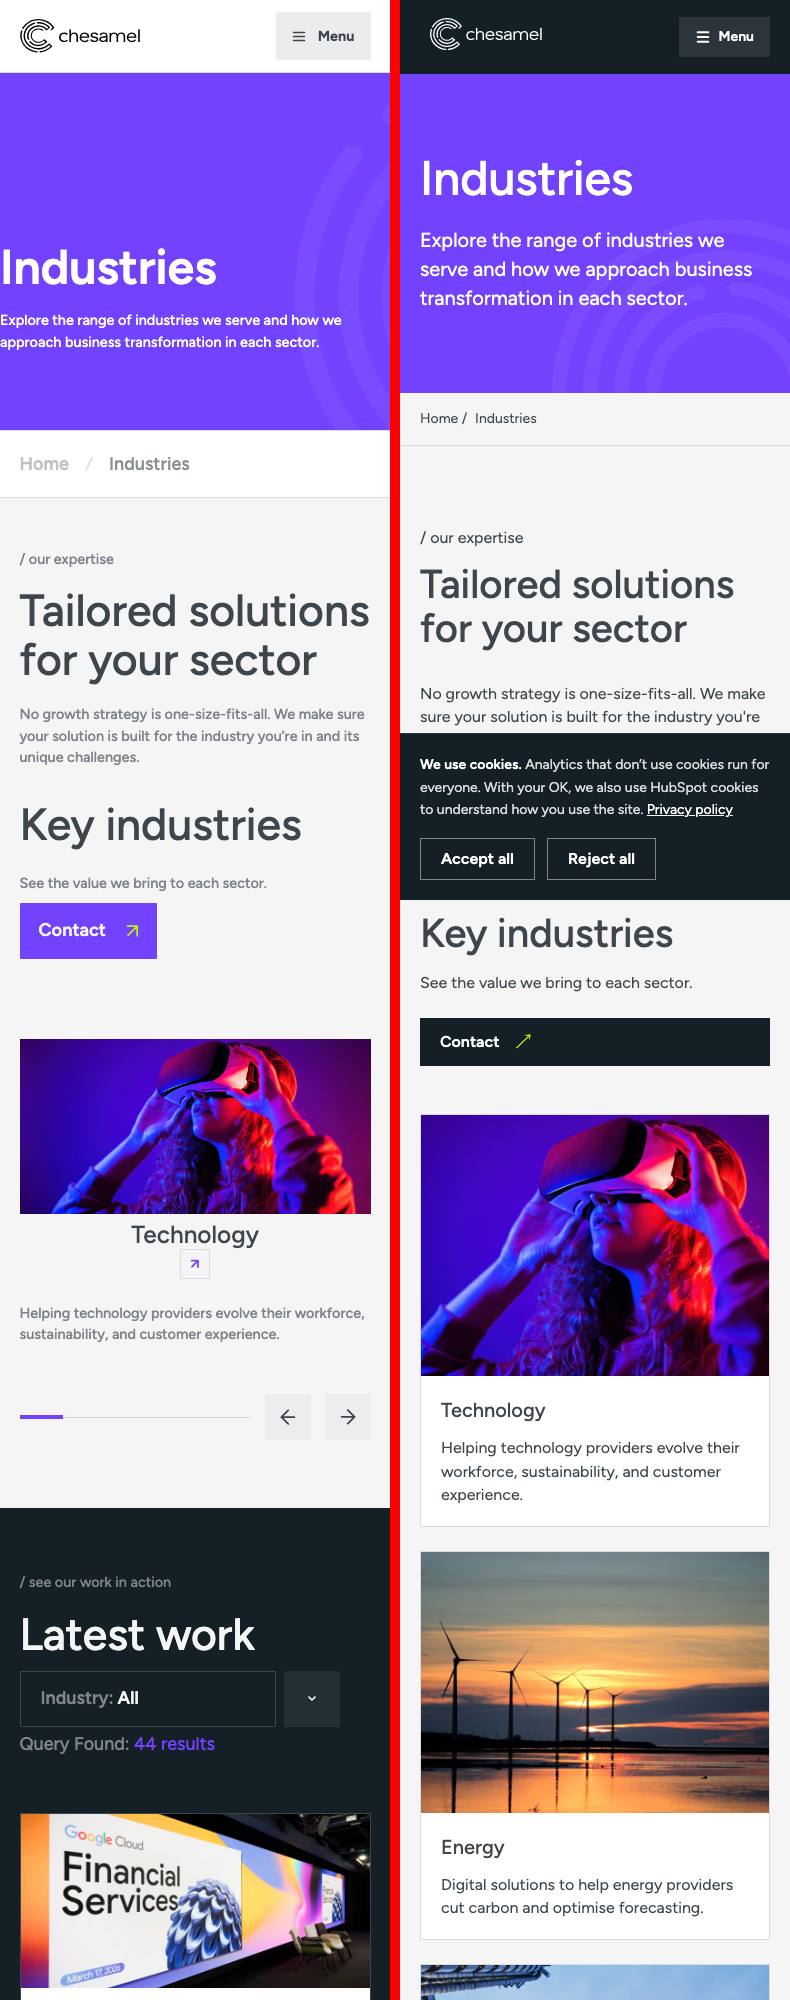 chesamel
Menu
Industries
Explore the range of industries we serve and how we
approach business transformation in each sector.
Home / Industries
/ our expertise
Tailored solutions
for your sector
No growth strategy is one-size-fits-all. We make sure
your solution is built for the industry you’re in and its
unique challenges.
Key industries
See the value we bring to each sector.
Contact
Technology
Helping technology providers evolve their workforce,
sustainability, and customer experience.
/ see our work in action
Latest work
Industry: All
Query Found: 44 results
Google Cloud
Financial
Services
Financial
Services
March 17, 2026
chesamel
Menu
Industries
Explore the range of industries we
serve and how we approach business
transformation in each sector.
Home / Industries
/ our expertise
Tailored solutions
for your sector
No growth strategy is one-size-fits-all. We make
sure your solution is built for the industry you're
We use cookies. Analytics that don’t use cookies run for
everyone. With your OK, we also use HubSpot cookies
to understand how you use the site. Privacy policy
Accept all
Reject all
Key industries
See the value we bring to each sector.
Contact
Technology
Helping technology providers evolve their
workforce, sustainability, and customer
experience.
Energy
Digital solutions to help energy providers
cut carbon and optimise forecasting.